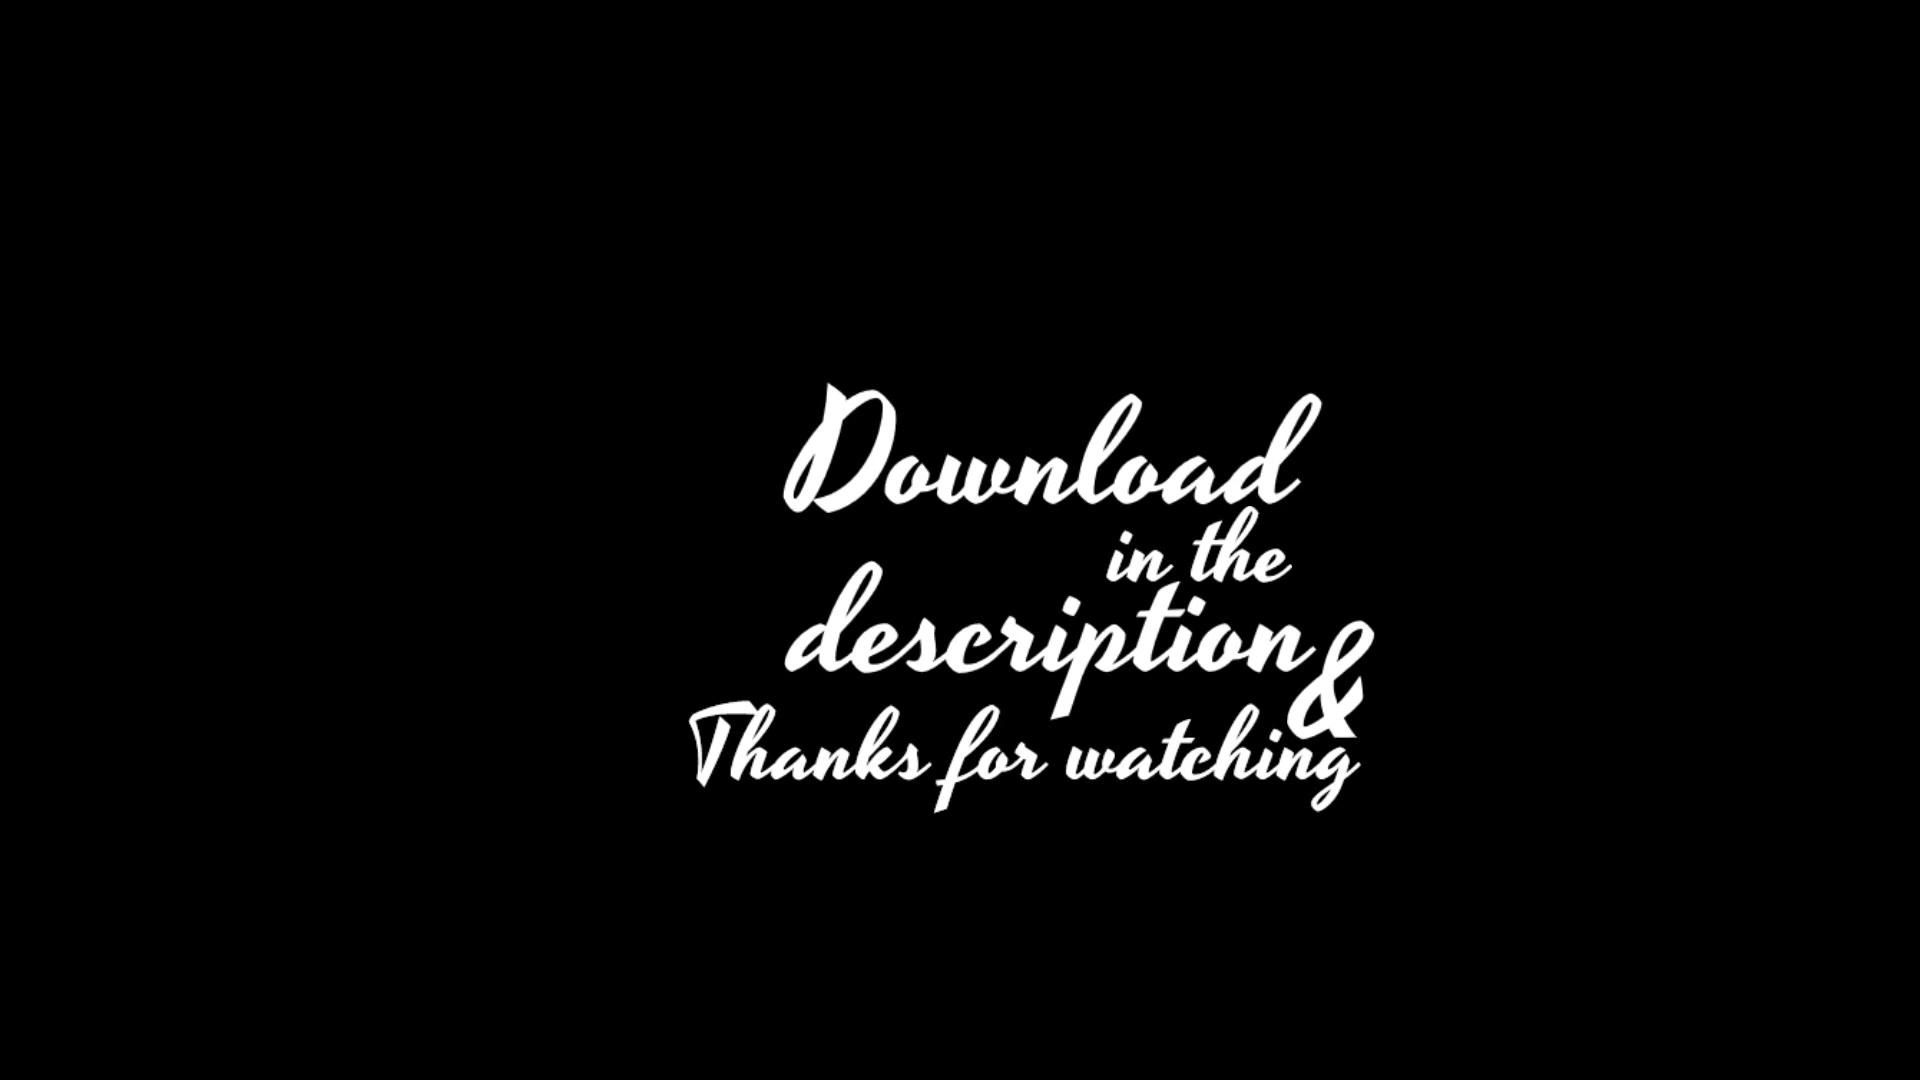 Download
in the
description
&
Thanks for watching